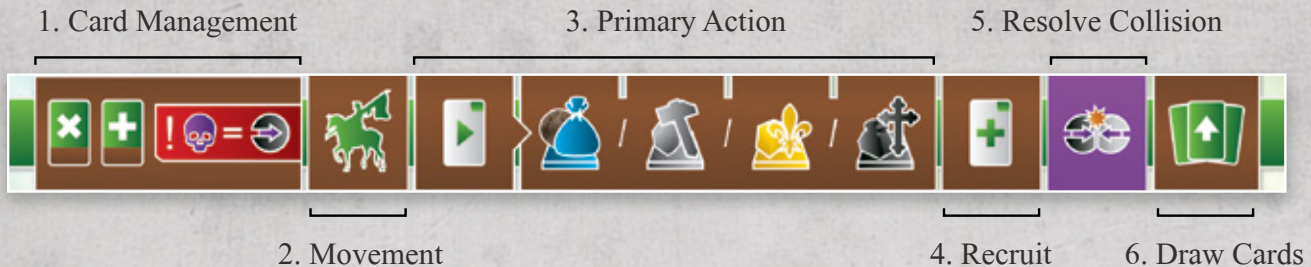 1. Card Management
3. Primary Action
5. Resolve Collision
! =
/ / /
2. Movement
4. Recruit
6. Draw Cards